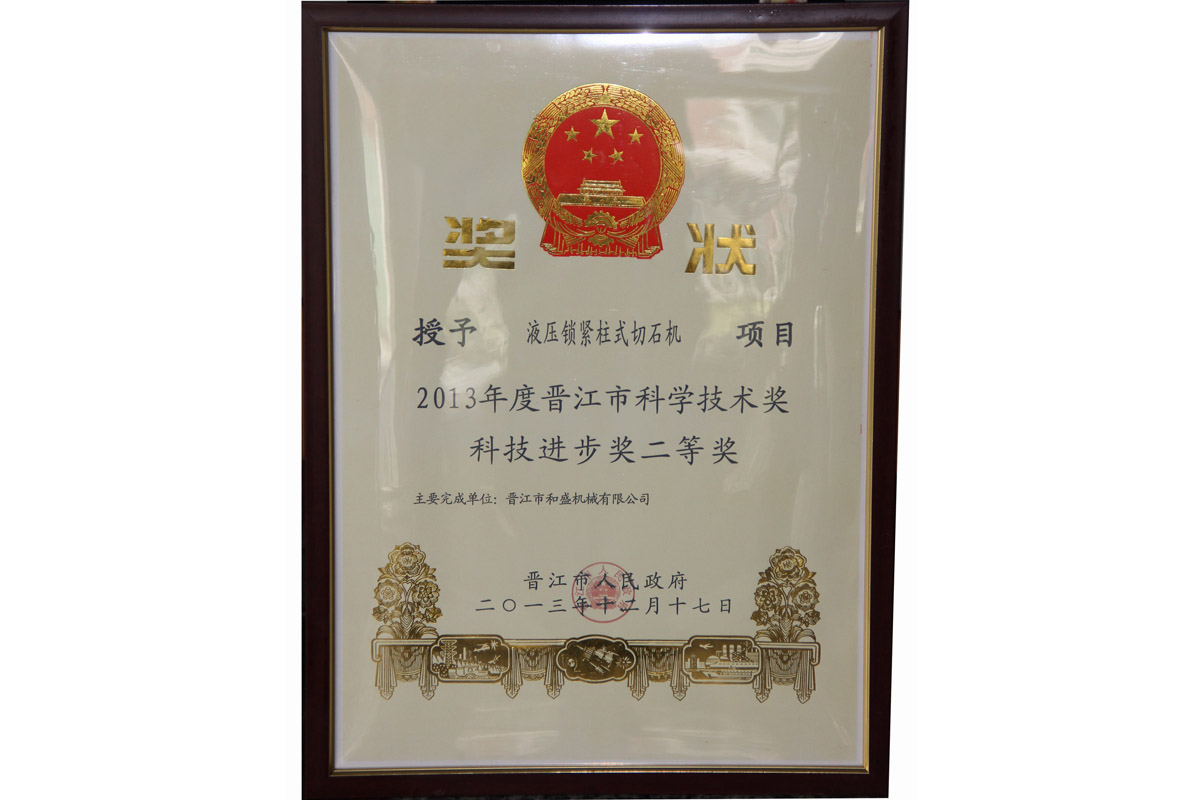 奖 状
授予 液压锁紧柱式切石机 项目
2013年度晋江市科学技术奖
科技进步奖二等奖
主要完成单位：晋江市和盛机械有限公司
晋江市人民政府
二〇一三年十二月十七日